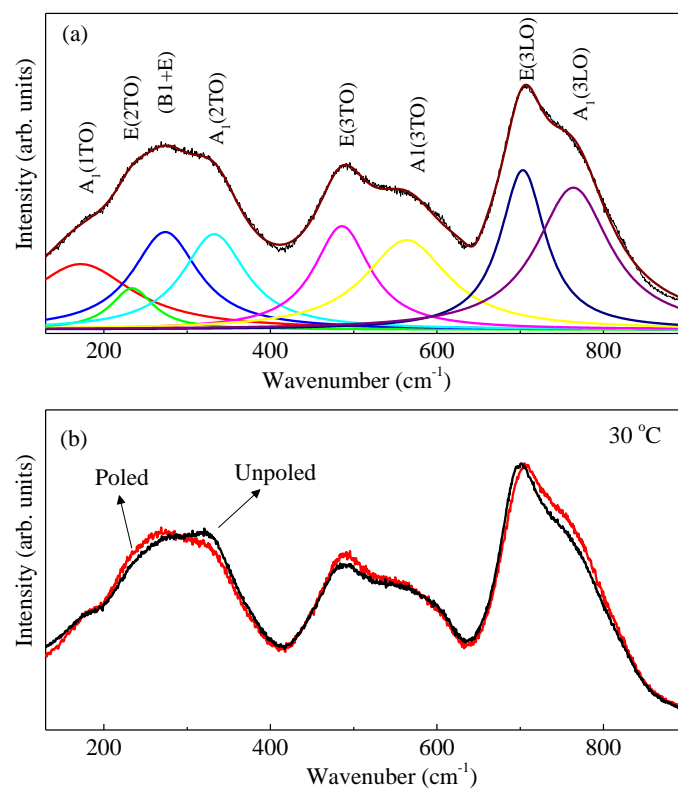 (a)
A1(1TO)
E(2TO)
(B1+E)
A1(2TO)
E(3TO)
A1(3TO)
E(3LO)
A1(3LO)
Intensity (arb. units)
200 400 600 800
Wavenumber (cm-1)
(b)
30 oC
Poled
Unpoled
Intensity (arb. units)
200 400 600 800
Wavenuber (cm-1)